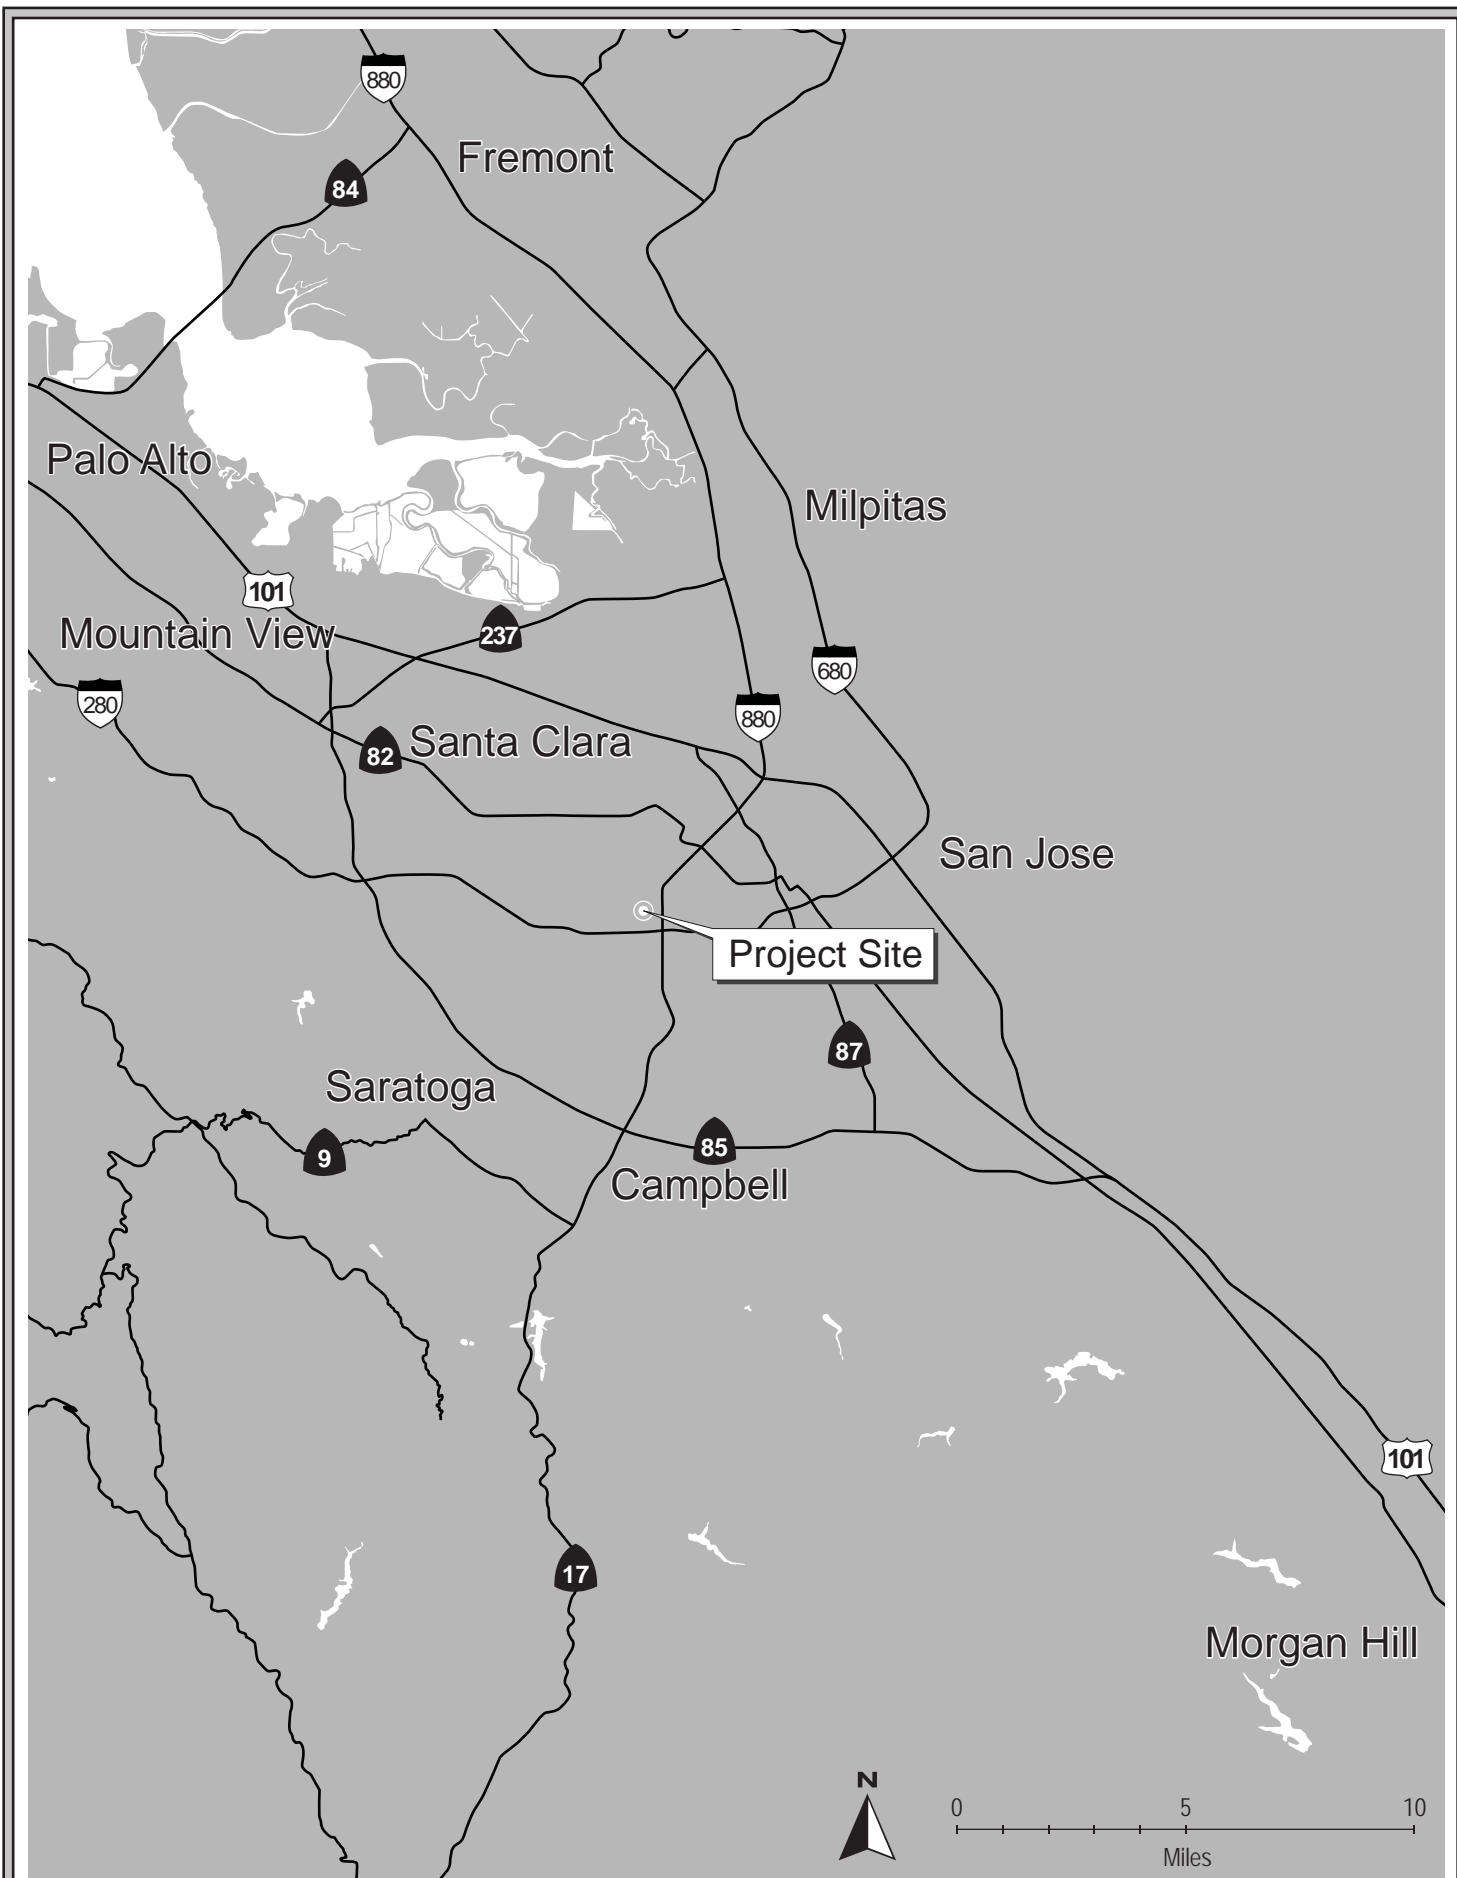 880
Fremont
84
Palo Alto
Milpitas
101
Mountain View
237
680
280
880
82
Santa Clara
San Jose
Project Site
87
Saratoga
85
9
Campbell
101
17
Morgan Hill
N
0 5 10
Miles